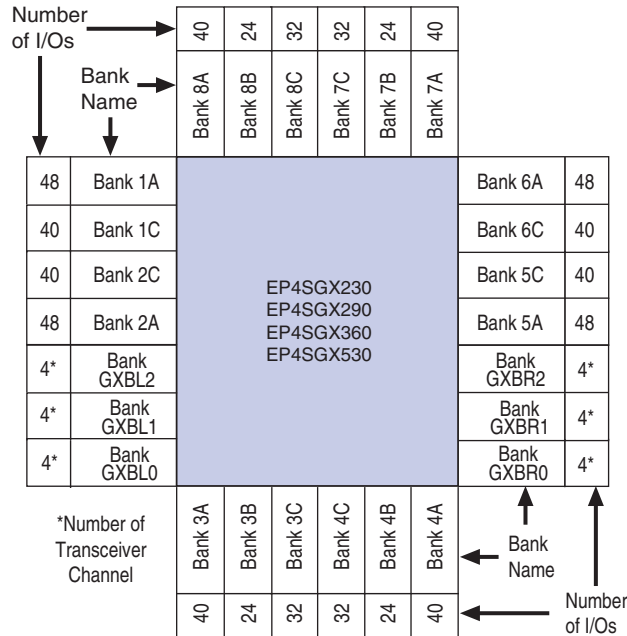 Number
of I/Os
40 24 32 32 24 40
Bank
Name
Bank 8A
Bank 8B
Bank 8C
Bank 7C
Bank 7B
Bank 7A
48 Bank 1A
40 Bank 1C
40 Bank 2C
48 Bank 2A
4* Bank
GXBL2
4* Bank
GXBL1
4* Bank
GXBL0
EP4SGX230
EP4SGX290
EP4SGX360
EP4SGX530
Bank 6A 48
Bank 6C 40
Bank 5C 40
Bank 5A 48
Bank
GXBR2 4*
Bank
GXBR1 4*
Bank
GXBR0 4*
*Number of
Transceiver
Channel
Bank 3A
Bank 3B
Bank 3C
Bank 4C
Bank 4B
Bank 4A
Bank
Name
40 24 32 32 24 40
Number
of I/Os